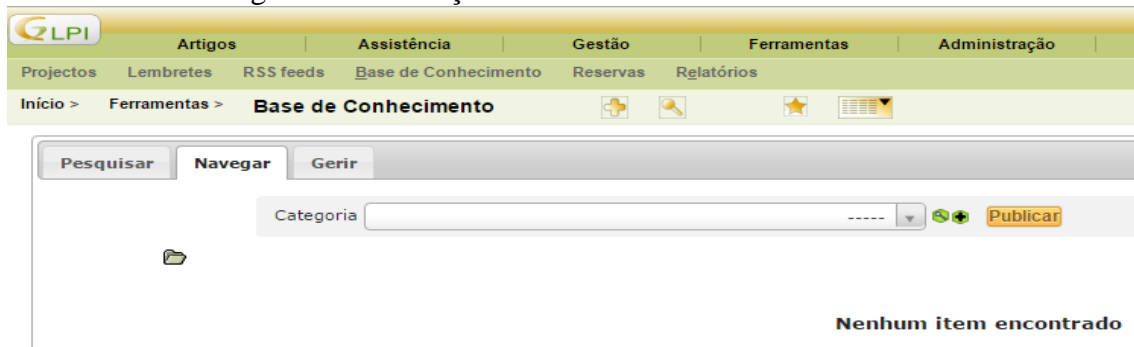 GLPI
Artigos | Assistência | Gestão | Ferramentas | Administração |
Projectos Lembretes RSS feeds Base de Conhecimento Reservas Relatórios
Início > Ferramentas > Base de Conhecimento
Pesquisar Navegar Gerir
Categoria ----- Publicar
Nenhum item encontrado